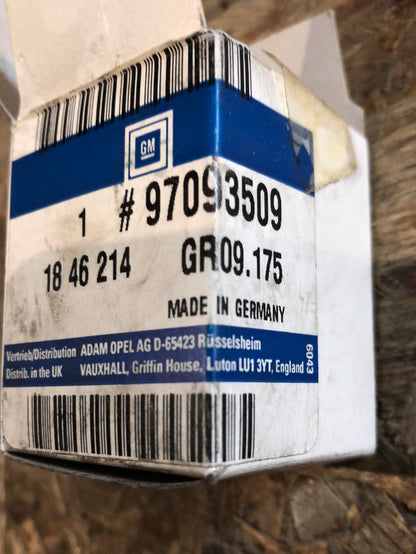 GM
1 # 97093509
18 46 214 GR09.175
MADE IN GERMANY
Vertrieb/Distribution ADAM OPEL AG D-65423 Rüsselsheim
Distrib. in the UK VAUXHALL, Griffin House, Luton LU1 3YT, England
6043